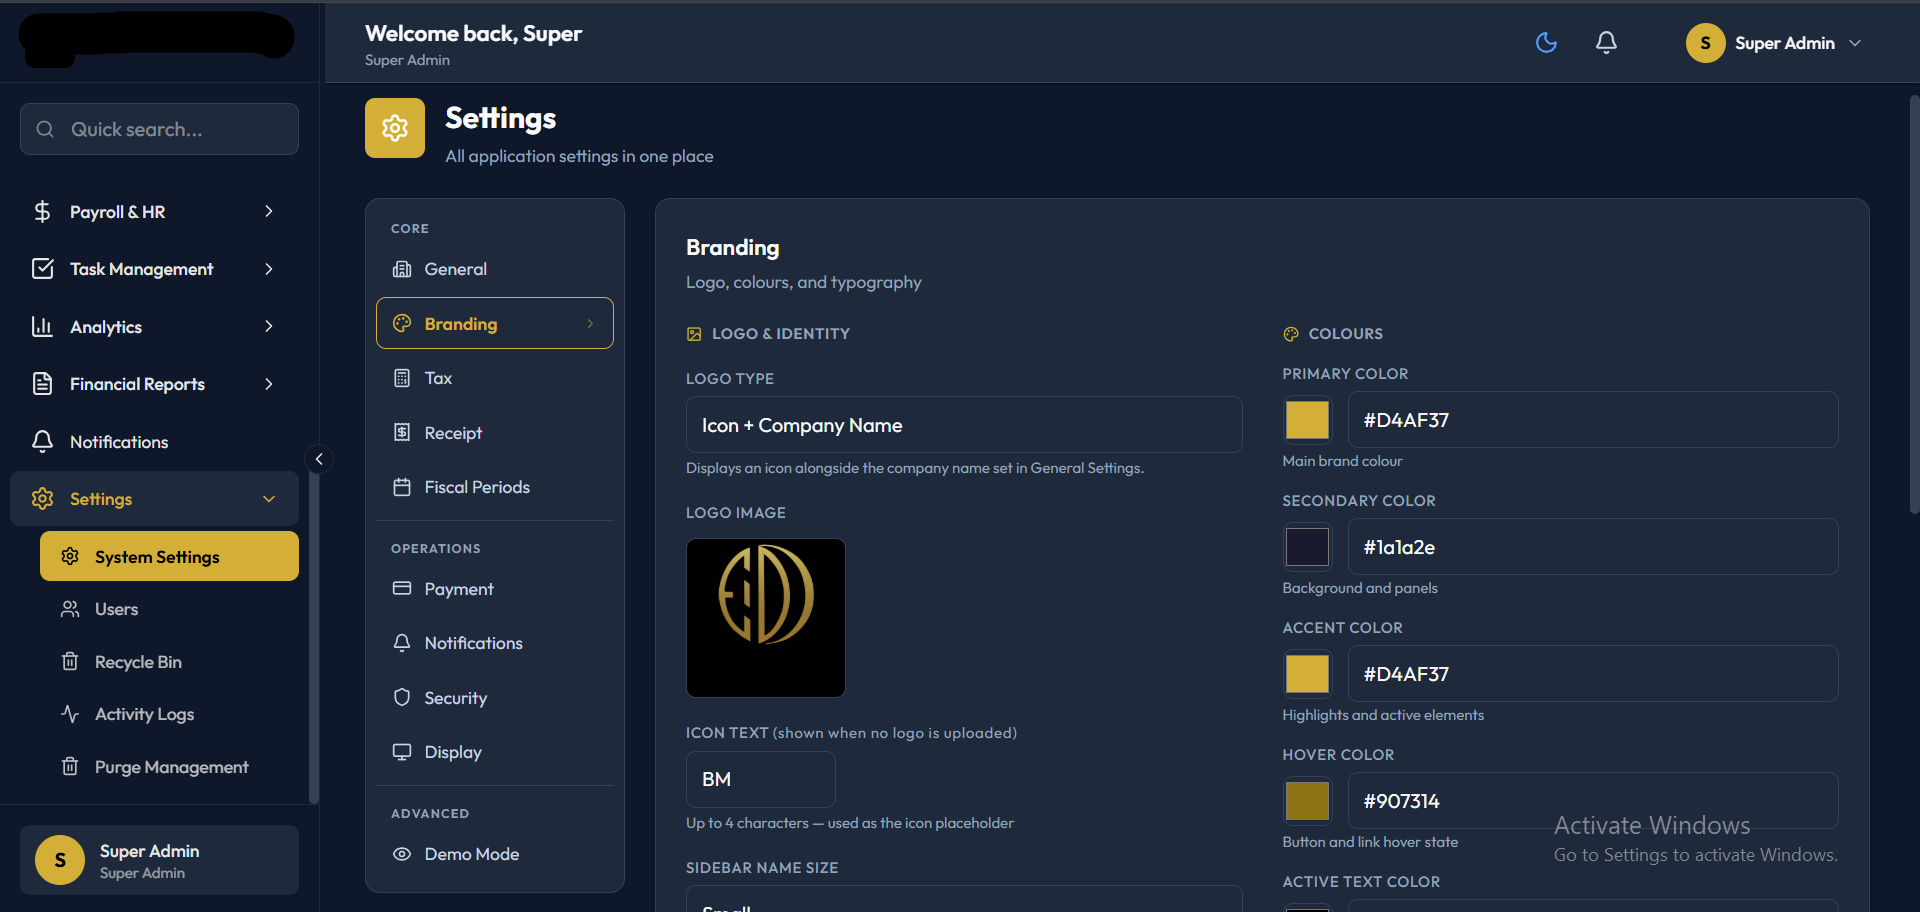 Welcome back, Super
Super Admin
S
Super Admin
Quick search...
Payroll & HR
Task Management
Analytics
Financial Reports
Notifications
Settings
System Settings
Users
Recycle Bin
Activity Logs
Purge Management
S
Super Admin
Super Admin
Settings
All application settings in one place
CORE
General
Branding
Tax
Receipt
Fiscal Periods
OPERATIONS
Payment
Notifications
Security
Display
ADVANCED
Demo Mode
Branding
Logo, colours, and typography
LOGO & IDENTITY
LOGO TYPE
Icon + Company Name
Displays an icon alongside the company name set in General Settings.
LOGO IMAGE
ICON TEXT (shown when no logo is uploaded)
BM
Up to 4 characters — used as the icon placeholder
SIDEBAR NAME SIZE
Small
COLOURS
PRIMARY COLOR
#D4AF37
Main brand colour
SECONDARY COLOR
#1a1a2e
Background and panels
ACCENT COLOR
#D4AF37
Highlights and active elements
HOVER COLOR
#907314
Button and link hover state
ACTIVE TEXT COLOR
Activate Windows
Go to Settings to activate Windows.